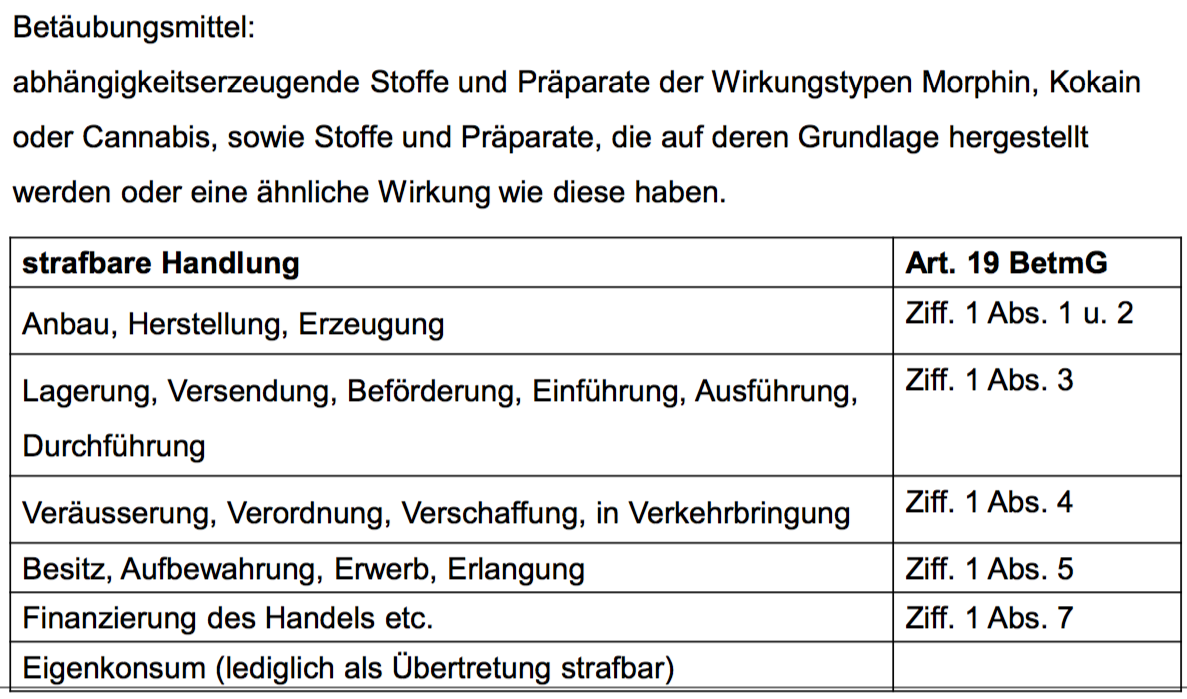 Betäubungsmittel:
abhängigkeitserzeugende Stoffe und Präparate der Wirkungstypen Morphin, Kokain
oder Cannabis, sowie Stoffe und Präparate, die auf deren Grundlage hergestellt
werden oder eine ähnliche Wirkung wie diese haben.
strafbare Handlung Art. 19 BetmG
Anbau, Herstellung, Erzeugung Ziff. 1 Abs. 1 u. 2
Lagerung, Versendung, Beförderung, Einführung, Ausführung, Ziff. 1 Abs. 3
Durchführung
Veräusserung, Verordnung, Verschaffung, in Verkehrbringung Ziff. 1 Abs. 4
Besitz, Aufbewahrung, Erwerb, Erlangung Ziff. 1 Abs. 5
Finanzierung des Handels etc. Ziff. 1 Abs. 7
Eigenkonsum (lediglich als Übertretung strafbar)